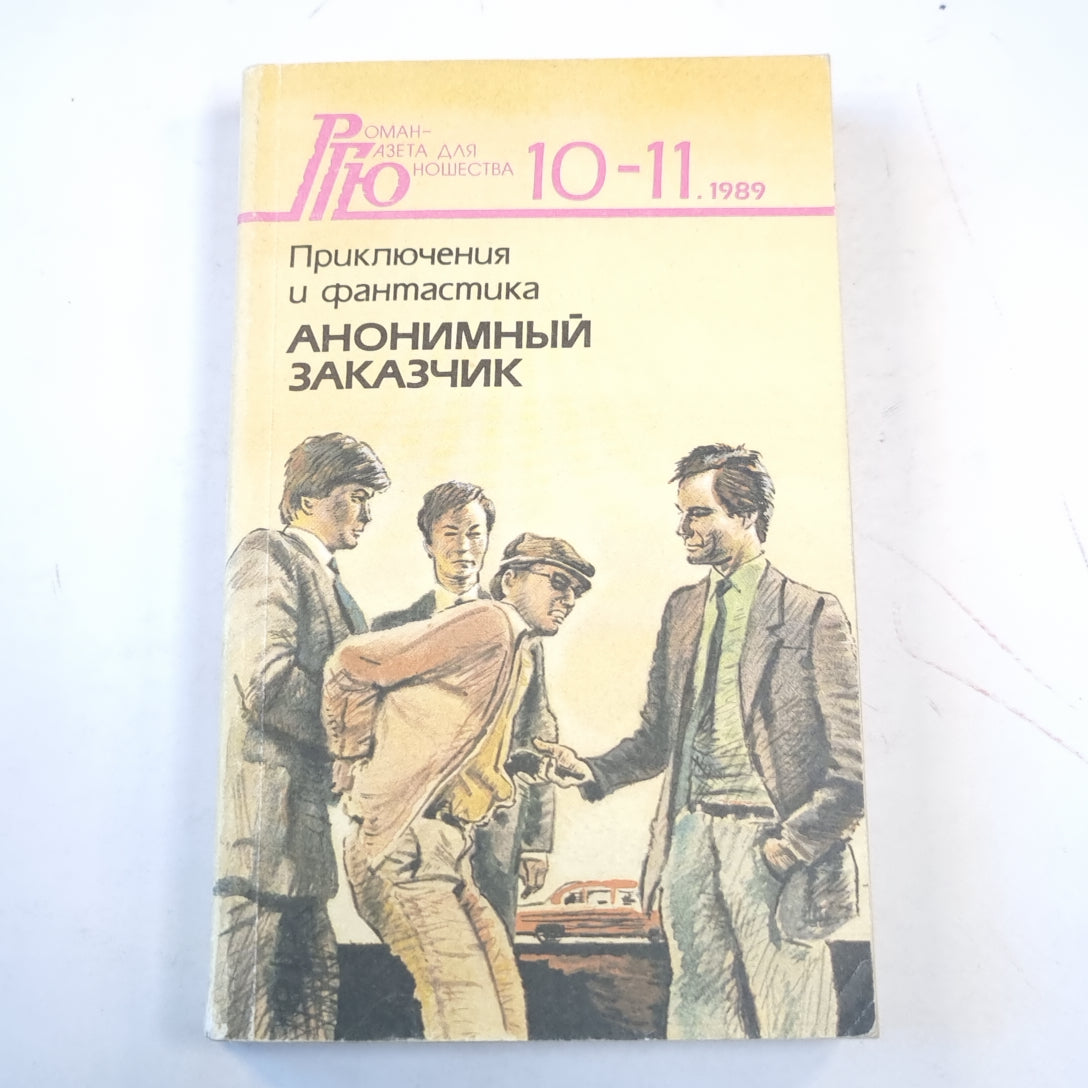 Роман-
Газета для
Юношества
10-11. 1989
Приключения
и фантастика
АНОНИМНЫЙ
ЗАКАЗЧИК